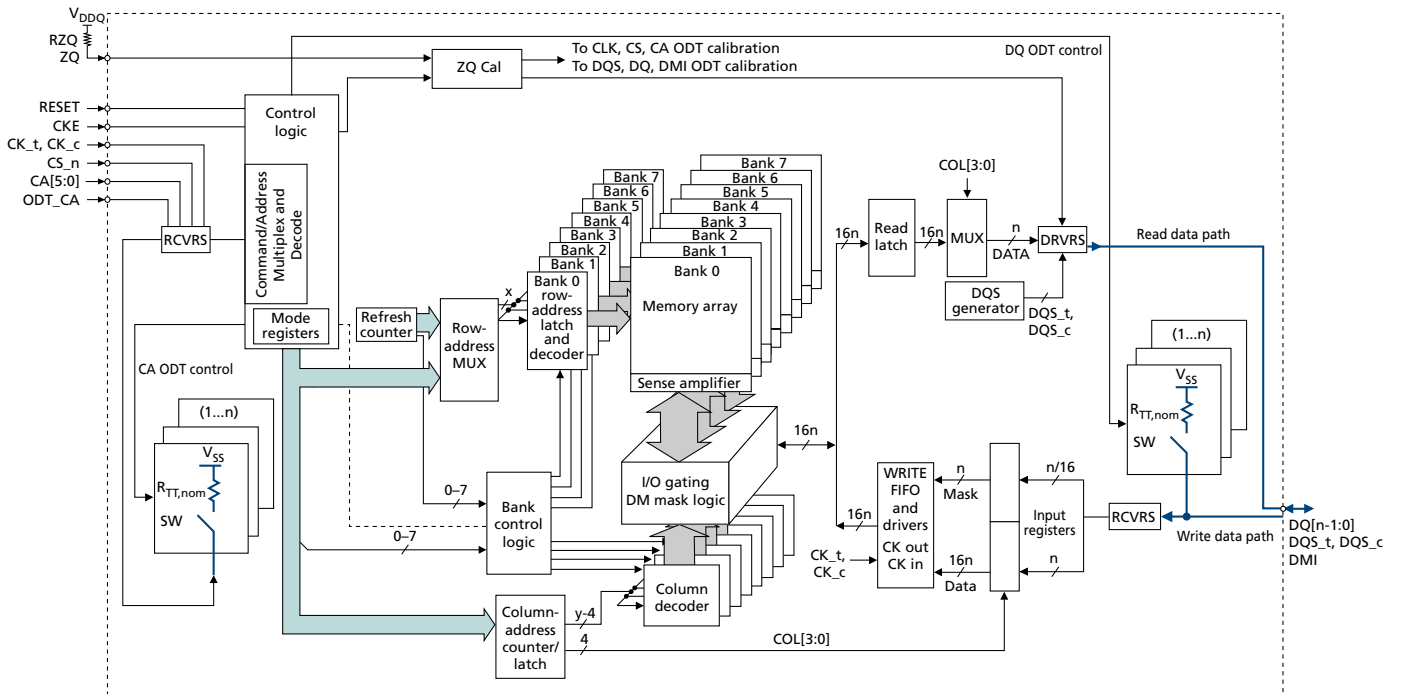 VDDQ
RZQ
ZQ
RESET
CKE
CK_t, CK_c
CS_n
CA[5:0]
ODT_CA
RCVRS
Control
logic
Command/Address
Multiplex and
Decode
Mode
registers
ZQ Cal
To CLK, CS, CA ODT calibration
To DQS, DQ, DMI ODT calibration
DQ ODT control
CA ODT control
(1...n)
VSS
RTT,nom
SW
Refresh
counter
Row-
address
MUX
x
Bank 7
Bank 6
Bank 5
Bank 4
Bank 3
Bank 2
Bank 1
Bank 0
row-
address
latch
and
decoder
Bank 7
Bank 6
Bank 5
Bank 4
Bank 3
Bank 2
Bank 1
Bank 0
Memory array
Sense amplifier
16n
I/O gating
DM mask logic
0–7
0–7
Bank
control
logic
Column
decoder
Column-
address
counter/
latch
y-4
4
COL[3:0]
16n
Read
latch
16n
COL[3:0]
MUX
n
DATA
DRVRS
Read data path
DQS
generator
DQS_t,
DQS_c
(1...n)
VSS
RTT,nom
SW
16n
WRITE
FIFO
and
drivers
CK out
CK in
CK_t,
CK_c
n
Mask
16n
Data
n/16
Input
registers
n
RCVRS
Write data path
DQ[n-1:0]
DQS_t, DQS_c
DMI